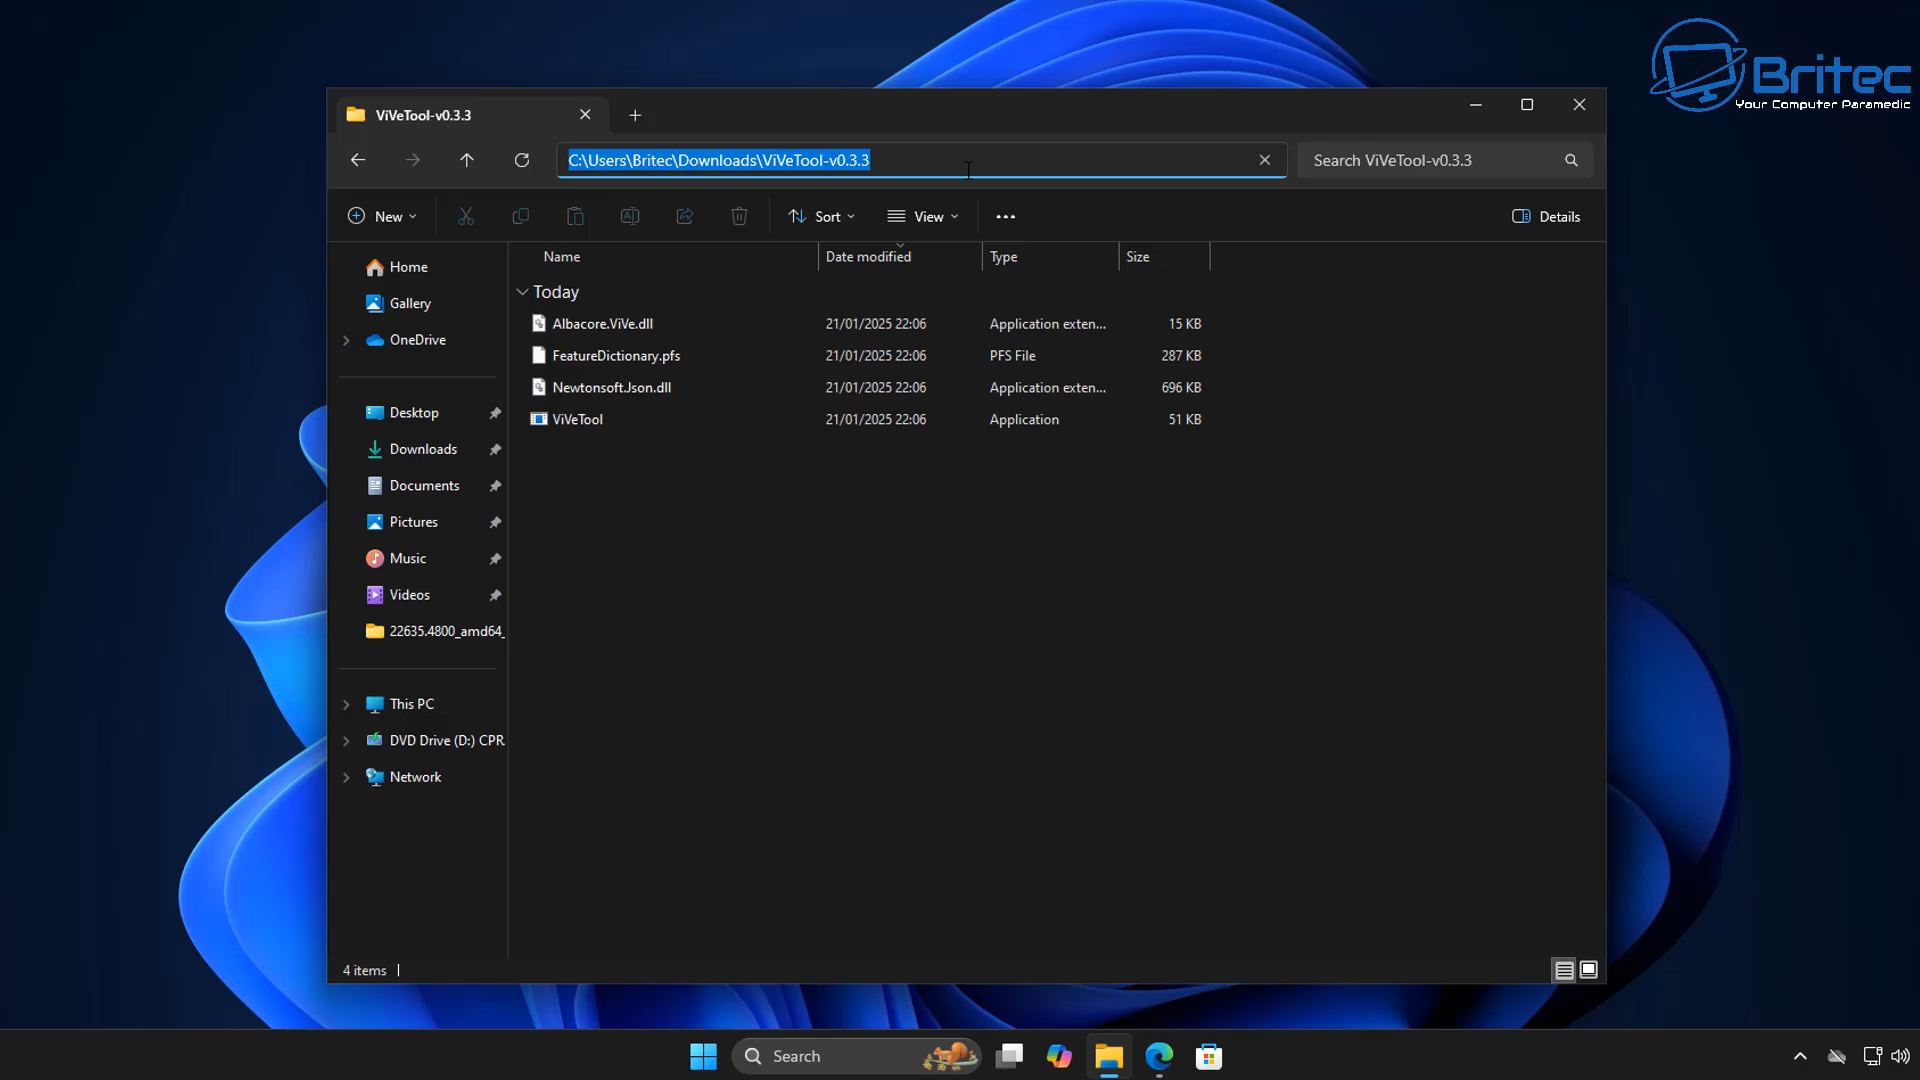 Britec
Your Computer Paramedic
ViVeTool-v0.3.3
C:\Users\Britec\Downloads\ViVeTool-v0.3.3
Search ViVeTool-v0.3.3
New
Sort
View
Details
Name
Date modified
Type
Size
Home
Gallery
OneDrive
Desktop
Downloads
Documents
Pictures
Music
Videos
22635.4800_amd64_
This PC
DVD Drive (D:) CPR
Network
Today
Albacore.ViVe.dll 21/01/2025 22:06 Application exten... 15 KB
FeatureDictionary.pfs 21/01/2025 22:06 PFS File 287 KB
Newtonsoft.Json.dll 21/01/2025 22:06 Application exten... 696 KB
ViVeTool 21/01/2025 22:06 Application 51 KB
4 items
Search